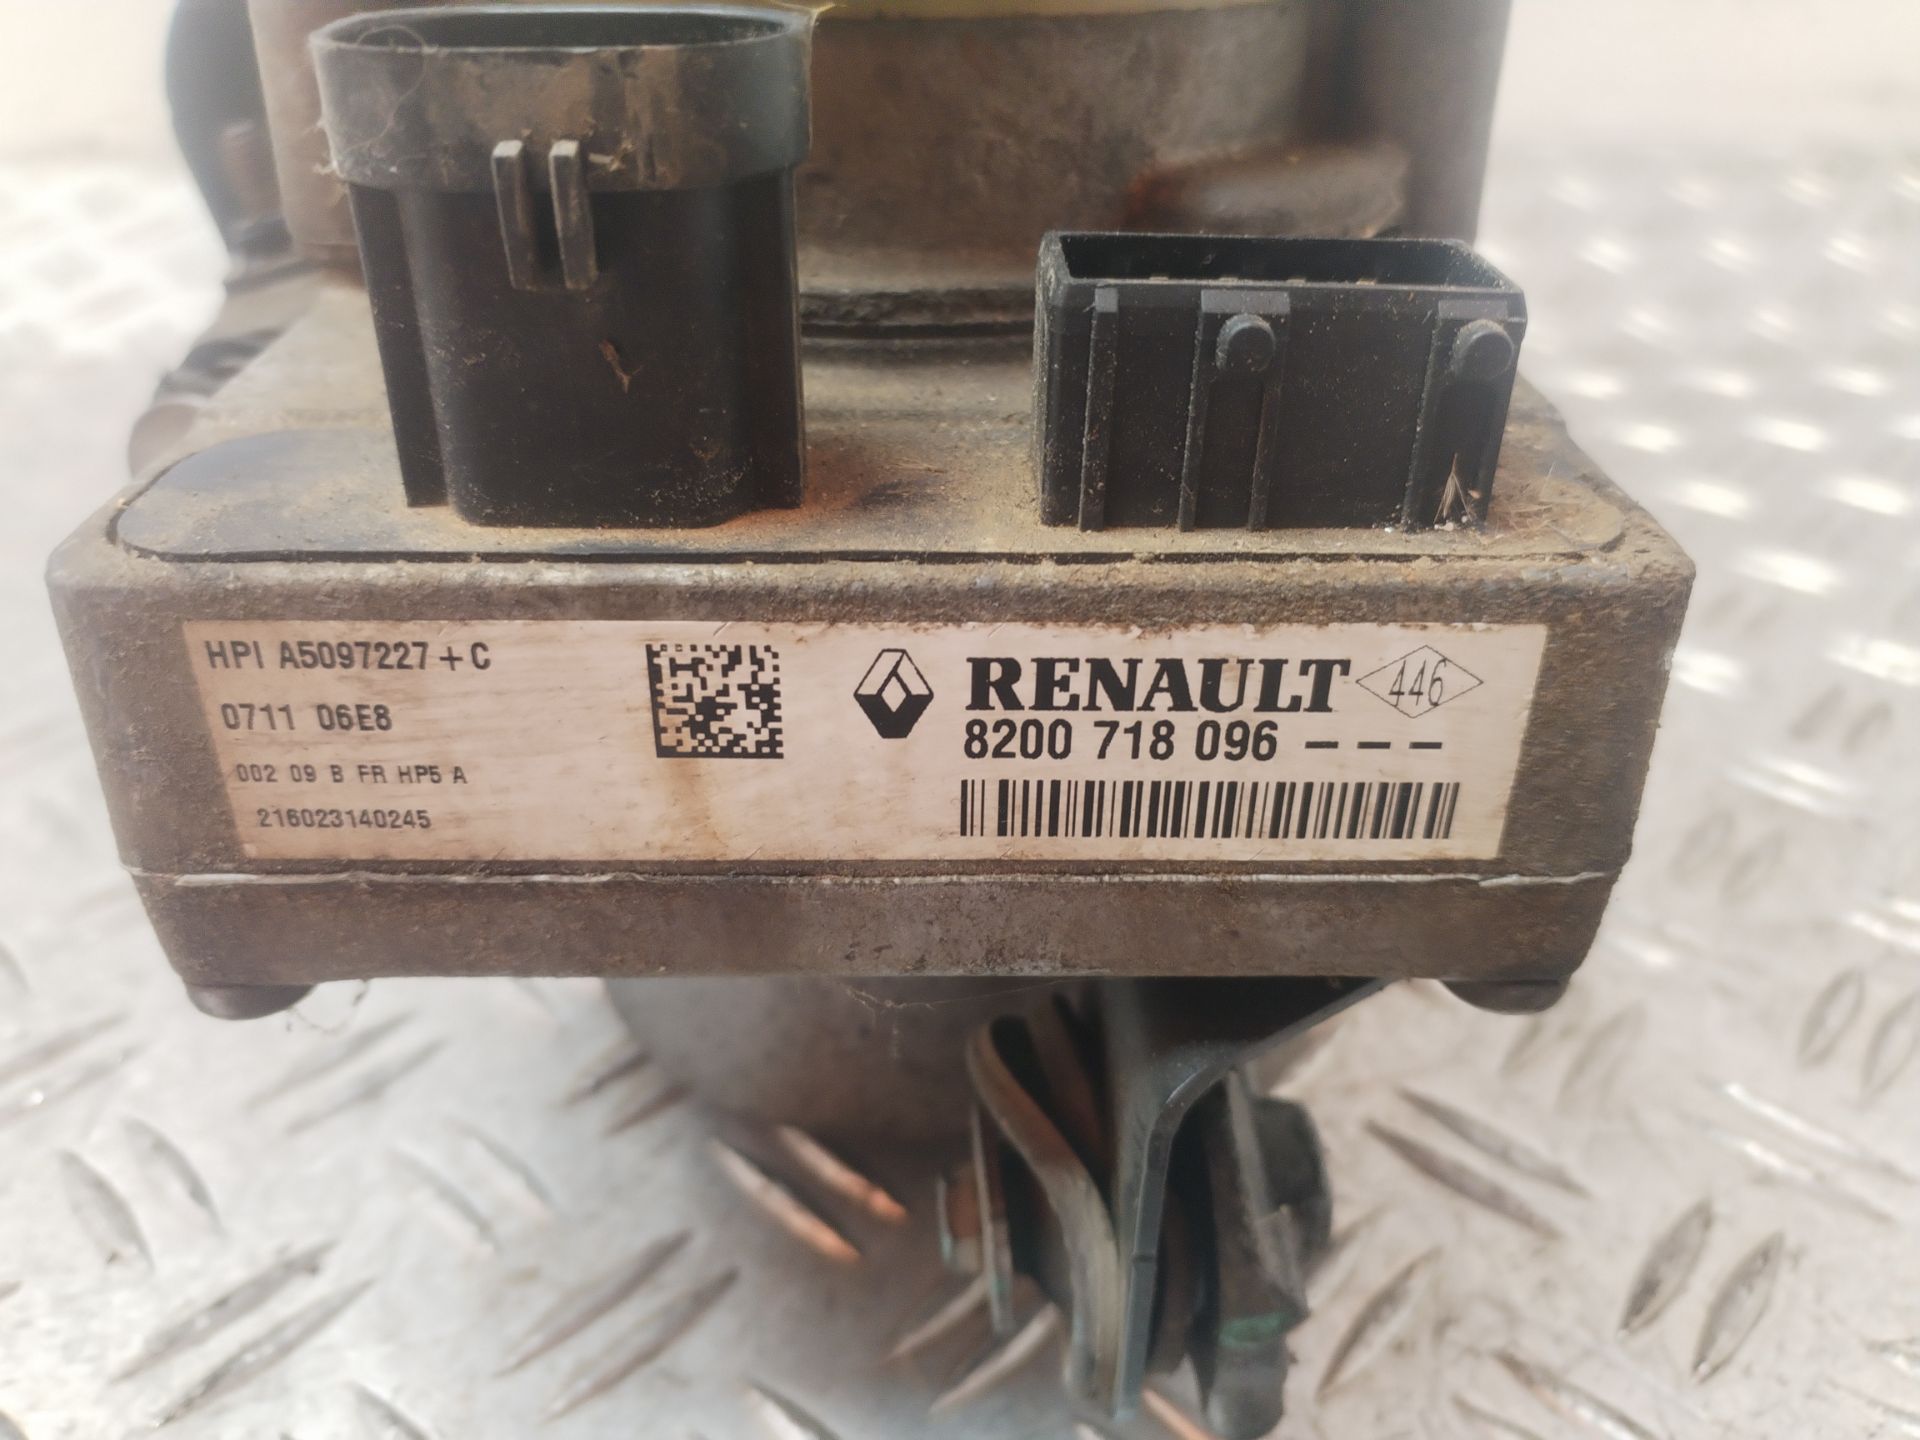 HPI A5097227+C
0711 06E8
002 09 B FR HP5 A
216023140245
RENAULT 446
8200 718 096 ---